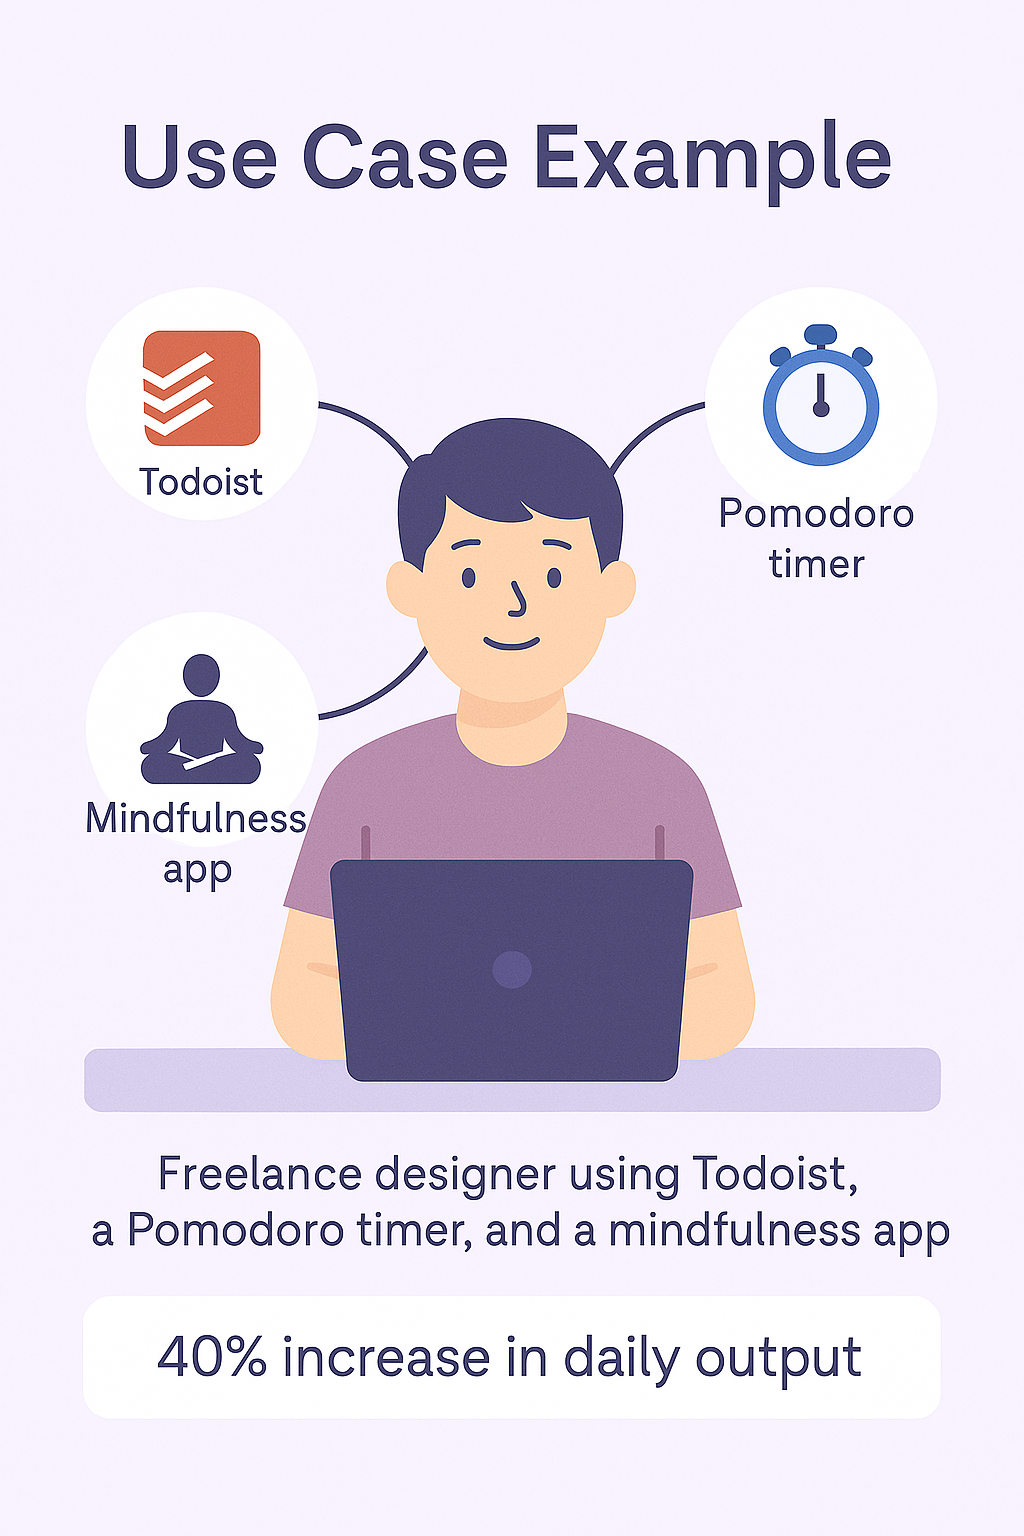 Use Case Example
Todoist
Pomodoro
timer
Mindfulness
app
Freelance designer using Todoist,
a Pomodoro timer, and a mindfulness app
40% increase in daily output